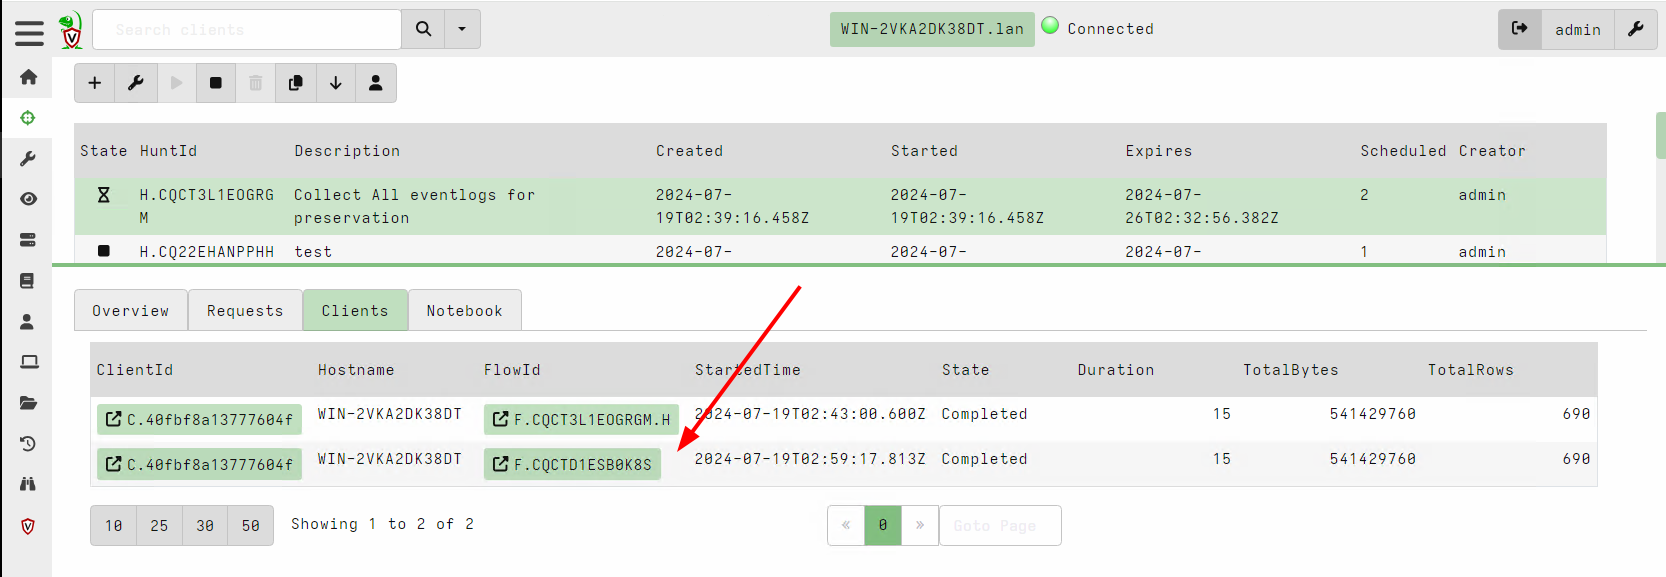 Search clients
WIN-2VKA2DK38DT.lan
Connected
admin
State HuntId Description Created Started Expires Scheduled Creator
H.CQCT3L1EOGRG Collect All eventlogs for 2024-07- 2024-07- 2024-07- 2 admin
M preservation 19T02:39:16.458Z 19T02:39:16.458Z 26T02:32:56.382Z
H.CQ22EHANPPHH test 2024-07- 2024-07- 2024-07- 1 admin
Overview Requests Clients Notebook
ClientId Hostname FlowId StartedTime State Duration TotalBytes TotalRows
C.40fbf8a13777604f WIN-2VKA2DK38DT F.CQCT3L1EOGRGM.H 2024-07-19T02:43:00.600Z Completed 15 541429760 690
C.40fbf8a13777604f WIN-2VKA2DK38DT F.CQCTD1ESB0K8S 2024-07-19T02:59:17.813Z Completed 15 541429760 690
10 25 30 50 Showing 1 to 2 of 2 « 0 » Goto Page